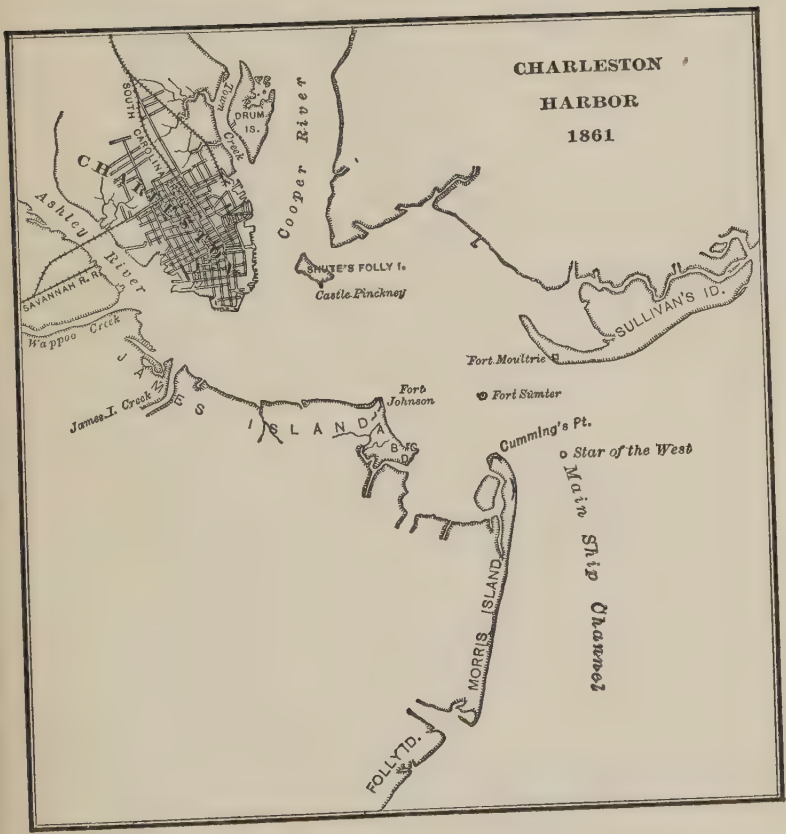 CHARLESTON
HARBOR
1861
SOUTH CAROLINA
Town Creek
DRUM
IS.
Cooper River
CHARLESTON
Ashley River
SAVANNAH R.R.
Wappoo Creek
SHUTE'S FOLLY I.
Castle Pinckney
SULLIVAN'S ID.
Fort Moultrie
JAMES ISLAND
James I. Creek
Fort
Johnson
Fort Sumter
A
B
C
D
Cumming's Pt.
Star of the West
Main Ship Channel
MORRIS ISLAND
FOLLY ID.